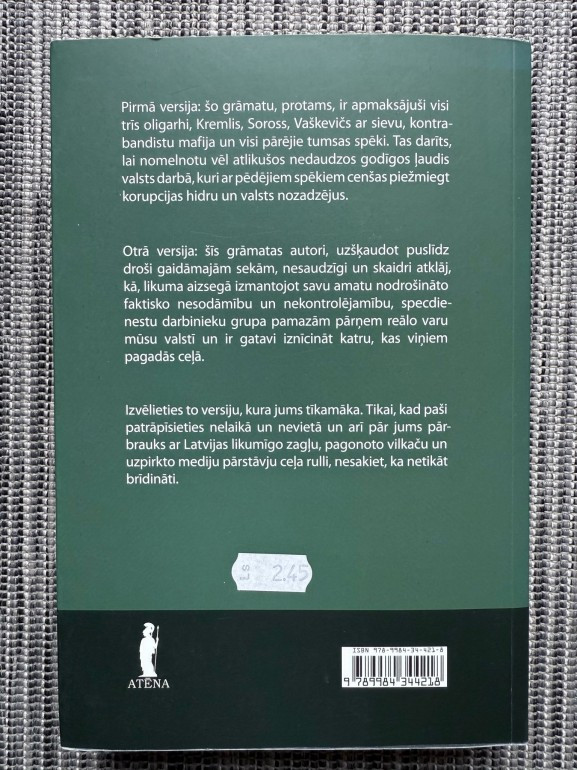 Pirmā versija: šo grāmatu, protams, ir apmaksājuši visi
trīs oligarhi, Kremlis, Soross, Vaškevičs ar sievu, kontra-
bandistu mafija un visi pārējie tumsas spēki. Tas darīts,
lai nomelnotu vēl atlikušos nedaudzos godīgos ļaudis
valsts darbā, kuri ar pēdējiem spēkiem cenšas piežmiegt
korupcijas hidru un valsts nozadzējus.
Otrā versija: šīs grāmatas autori, uzšķaudot puslīdz
droši gaidāmajām sekām, nesaudzīgi un skaidri atklāj,
kā, likuma aizsegā izmantojot savu amatu nodrošināto
faktisko nesodāmību un nekontrolējamību, specdie-
nestu darbinieku grupa pamazām pārņem reālo varu
mūsu valstī un ir gatavi iznīcināt katru, kas viņiem
pagadās ceļā.
Izvēlieties to versiju, kura jums tīkamāka. Tikai, kad paši
patrāpīsieties nelaikā un nevietā un arī pār jums pār-
brauks ar Latvijas likumīgo zagļu, pagonoto vilkaču un
uzpirkto mediju pārstāvju ceļa rulli, nesakiet, ka netikāt
brīdināti.
Ls 2.45
ATĒNA
ISBN 978-9984-34-421-8
9 789984 344218